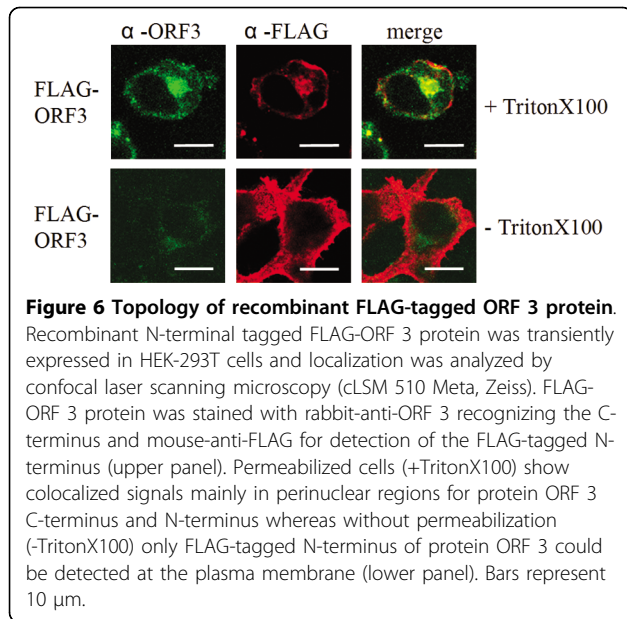 α -ORF3 α -FLAG merge
FLAG-
ORF3
+ TritonX100
FLAG-
ORF3
- TritonX100
Figure 6 Topology of recombinant FLAG-tagged ORF 3 protein.
Recombinant N-terminal tagged FLAG-ORF 3 protein was transiently
expressed in HEK-293T cells and localization was analyzed by
confocal laser scanning microscopy (cLSM 510 Meta, Zeiss). FLAG-
ORF 3 protein was stained with rabbit-anti-ORF 3 recognizing the C-
terminus and mouse-anti-FLAG for detection of the FLAG-tagged N-
terminus (upper panel). Permeabilized cells (+TritonX100) show
colocalized signals mainly in perinuclear regions for protein ORF 3
C-terminus and N-terminus whereas without permeabilization
(-TritonX100) only FLAG-tagged N-terminus of protein ORF 3 could
be detected at the plasma membrane (lower panel). Bars represent
10 μm.